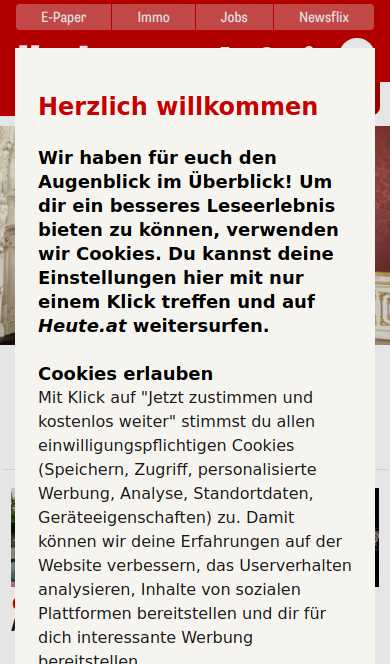 E-Paper
Immo
Jobs
Newsflix
Herzlich willkommen
Wir haben für euch den
Augenblick im Überblick! Um
dir ein besseres Leseerlebnis
bieten zu können, verwenden
wir Cookies. Du kannst deine
Einstellungen hier mit nur
einem Klick treffen und auf
Heute.at weitersurfen.
Cookies erlauben
Mit Klick auf "Jetzt zustimmen und
kostenlos weiter" stimmst du allen
einwilligungspflichtigen Cookies
(Speichern, Zugriff, personalisierte
Werbung, Analyse, Standortdaten,
Geräteeigenschaften) zu. Damit
können wir deine Erfahrungen auf der
Website verbessern, das Userverhalten
analysieren, Inhalte von sozialen
Plattformen bereitstellen und dir für
dich interessante Werbung
bereitstellen